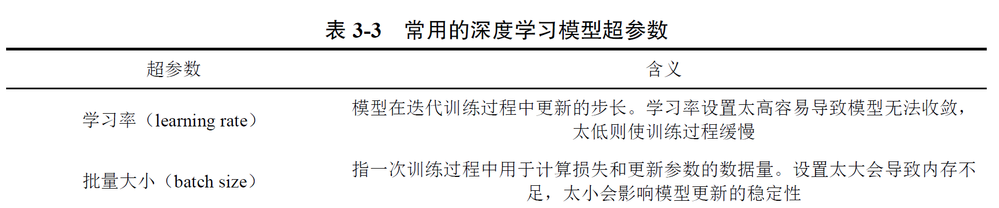 表 3-3 常用的深度学习模型超参数
超参数 含义
模型在迭代训练过程中更新的步长。学习率设置太高容易导致模型无法收敛，
学习率（learning rate）
太低则使训练过程缓慢
指一次训练过程中用于计算损失和更新参数的数据量。设置太大会导致内存不
批量大小（batch size）
足，太小会影响模型更新的稳定性